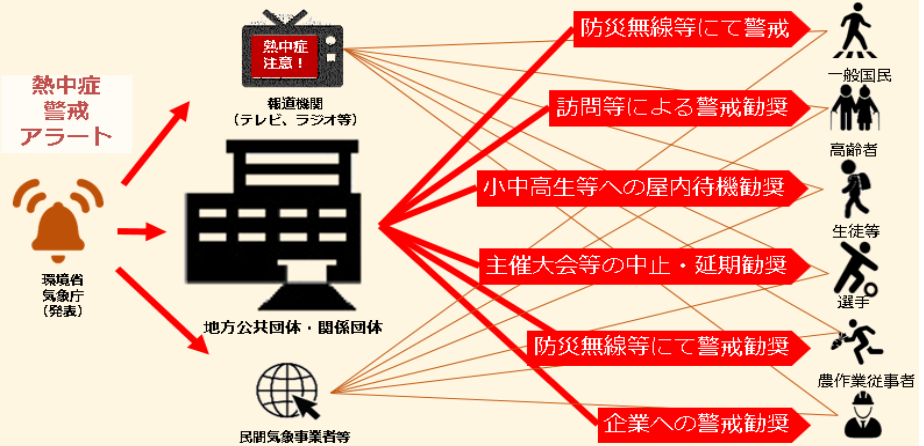 熱中症
警戒
アラート
環境省
気象庁
(発表)
熱中症
注意！
報道機関
(テレビ、ラジオ等)
地方公共団体・関係団体
民間気象事業者等
防災無線等にて警戒
訪問等による警戒勧奨
小中高生等への屋内待機勧奨
主催大会等の中止・延期勧奨
防災無線等にて警戒勧奨
企業への警戒勧奨
一般国民
高齢者
生徒等
選手
農作業従事者